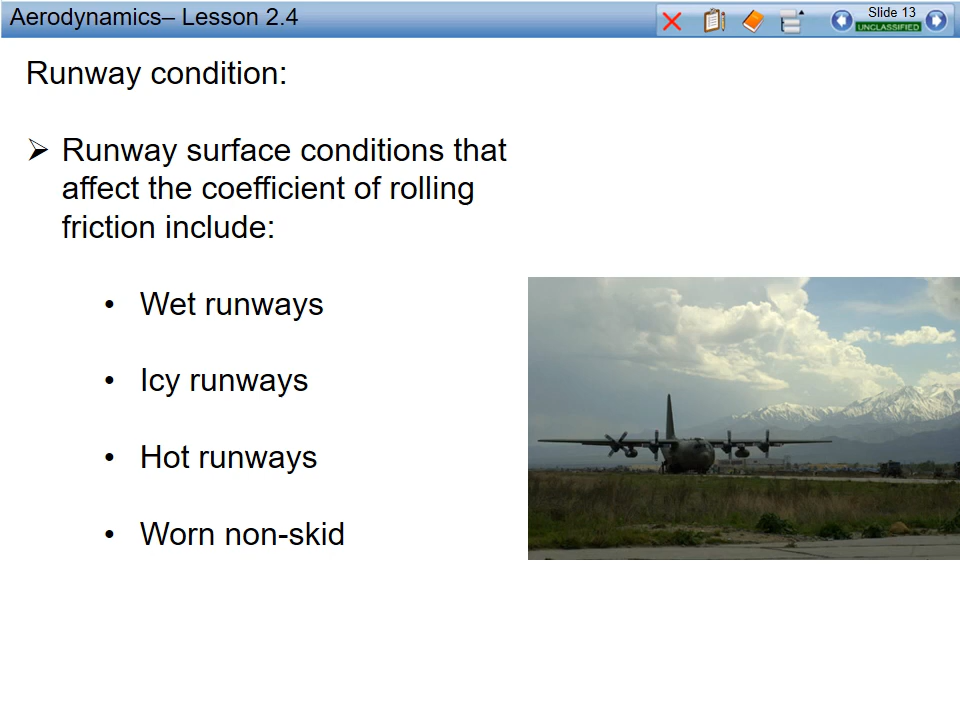 Aerodynamics– Lesson 2.4
Slide 13
UNCLASSIFIED
Runway condition:
➢ Runway surface conditions that
affect the coefficient of rolling
friction include:
• Wet runways
• Icy runways
• Hot runways
• Worn non-skid